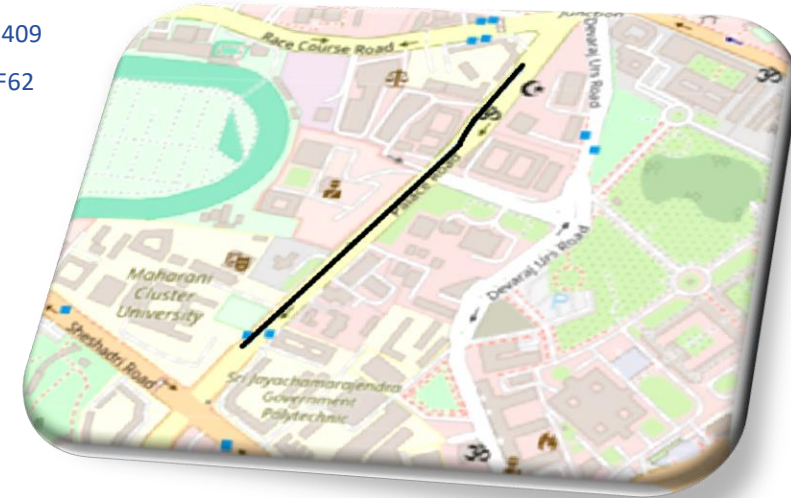 409
F62
Junction
Race Course Road
Devaraj Urs Road
Palace Road
Devaraj Urs Road
Maharani
Cluster
University
Sheshadri Road
Sri Jayachamarajendra
Government
Polytechnic
P